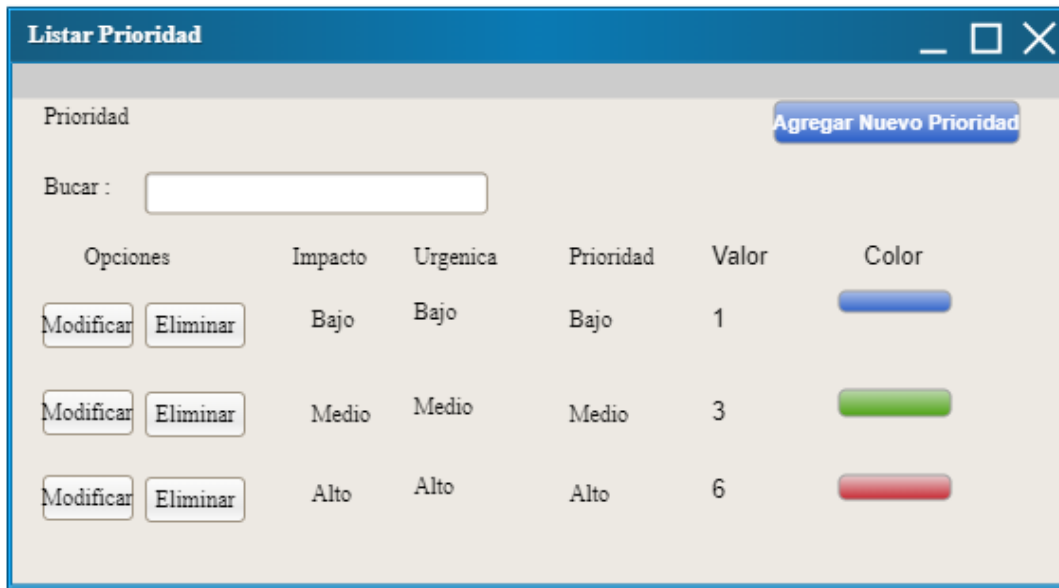 Listar Prioridad
Prioridad Agregar Nuevo Prioridad
Bucar :
Opciones Impacto Urgenica Prioridad Valor Color
Modificar Eliminar Bajo Bajo Bajo 1
Modificar Eliminar Medio Medio Medio 3
Modificar Eliminar Alto Alto Alto 6